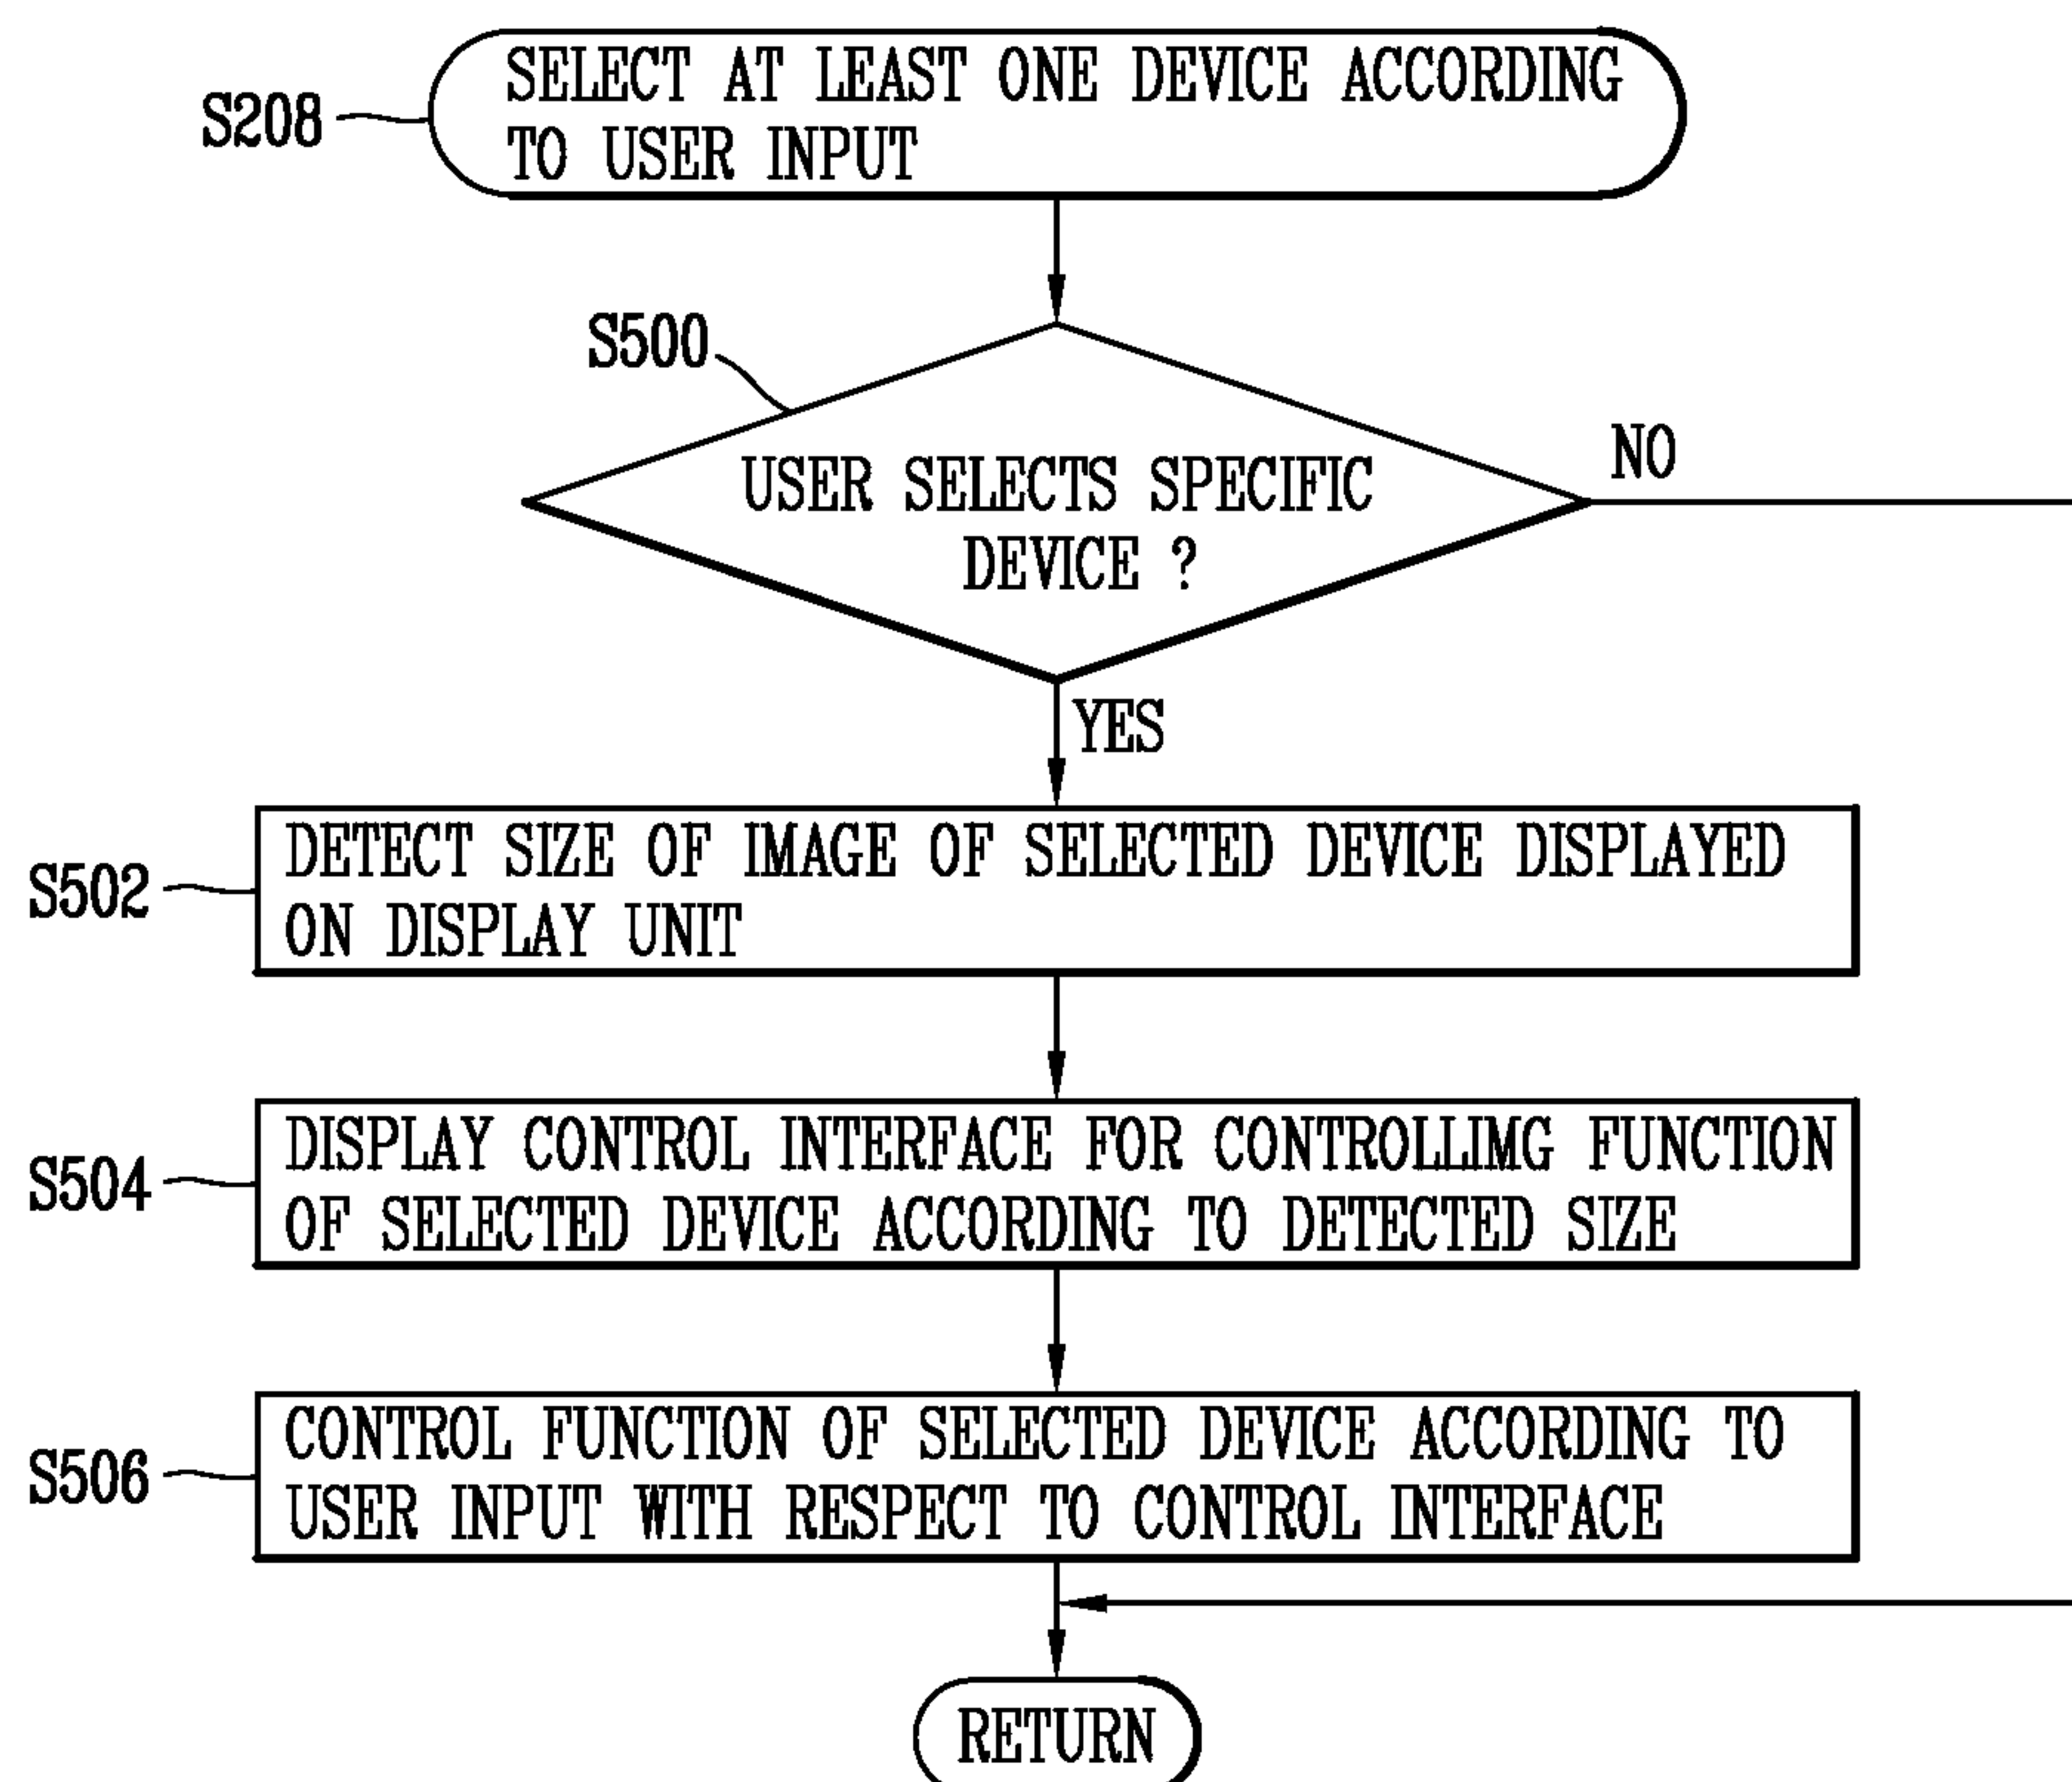 S208
SELECT AT LEAST ONE DEVICE ACCORDING
TO USER INPUT
S500
USER SELECTS SPECIFIC
DEVICE ?
NO
YES
S502
DETECT SIZE OF IMAGE OF SELECTED DEVICE DISPLAYED
ON DISPLAY UNIT
S504
DISPLAY CONTROL INTERFACE FOR CONTROLLIMG FUNCTION
OF SELECTED DEVICE ACCORDING TO DETECTED SIZE
S506
CONTROL FUNCTION OF SELECTED DEVICE ACCORDING TO
USER INPUT WITH RESPECT TO CONTROL INTERFACE
RETURN